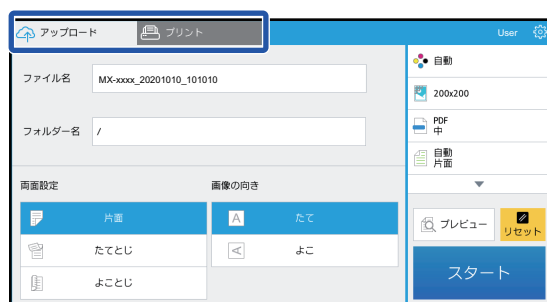 アップロード
プリント
User
ファイル名
MX-xxxx_20201010_101010
フォルダー名
/
両面設定
片面
たてとじ
よことじ
画像の向き
A
たて
A
よこ
自動
200x200
PDF
中
自動
片面
プレビュー
リセット
スタート